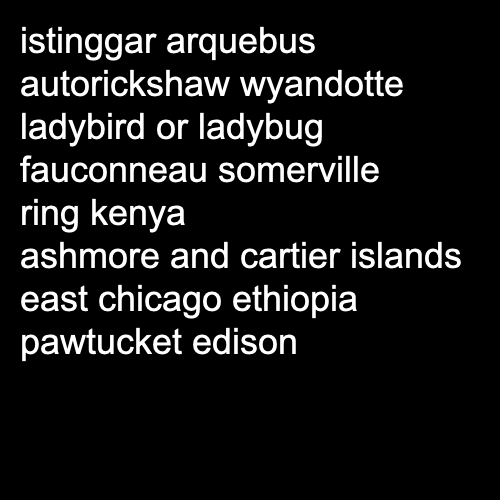 istinggar arquebus
autorickshaw wyandotte
ladybird or ladybug
fauconneau somerville
ring kenya
ashmore and cartier islands
east chicago ethiopia
pawtucket edison